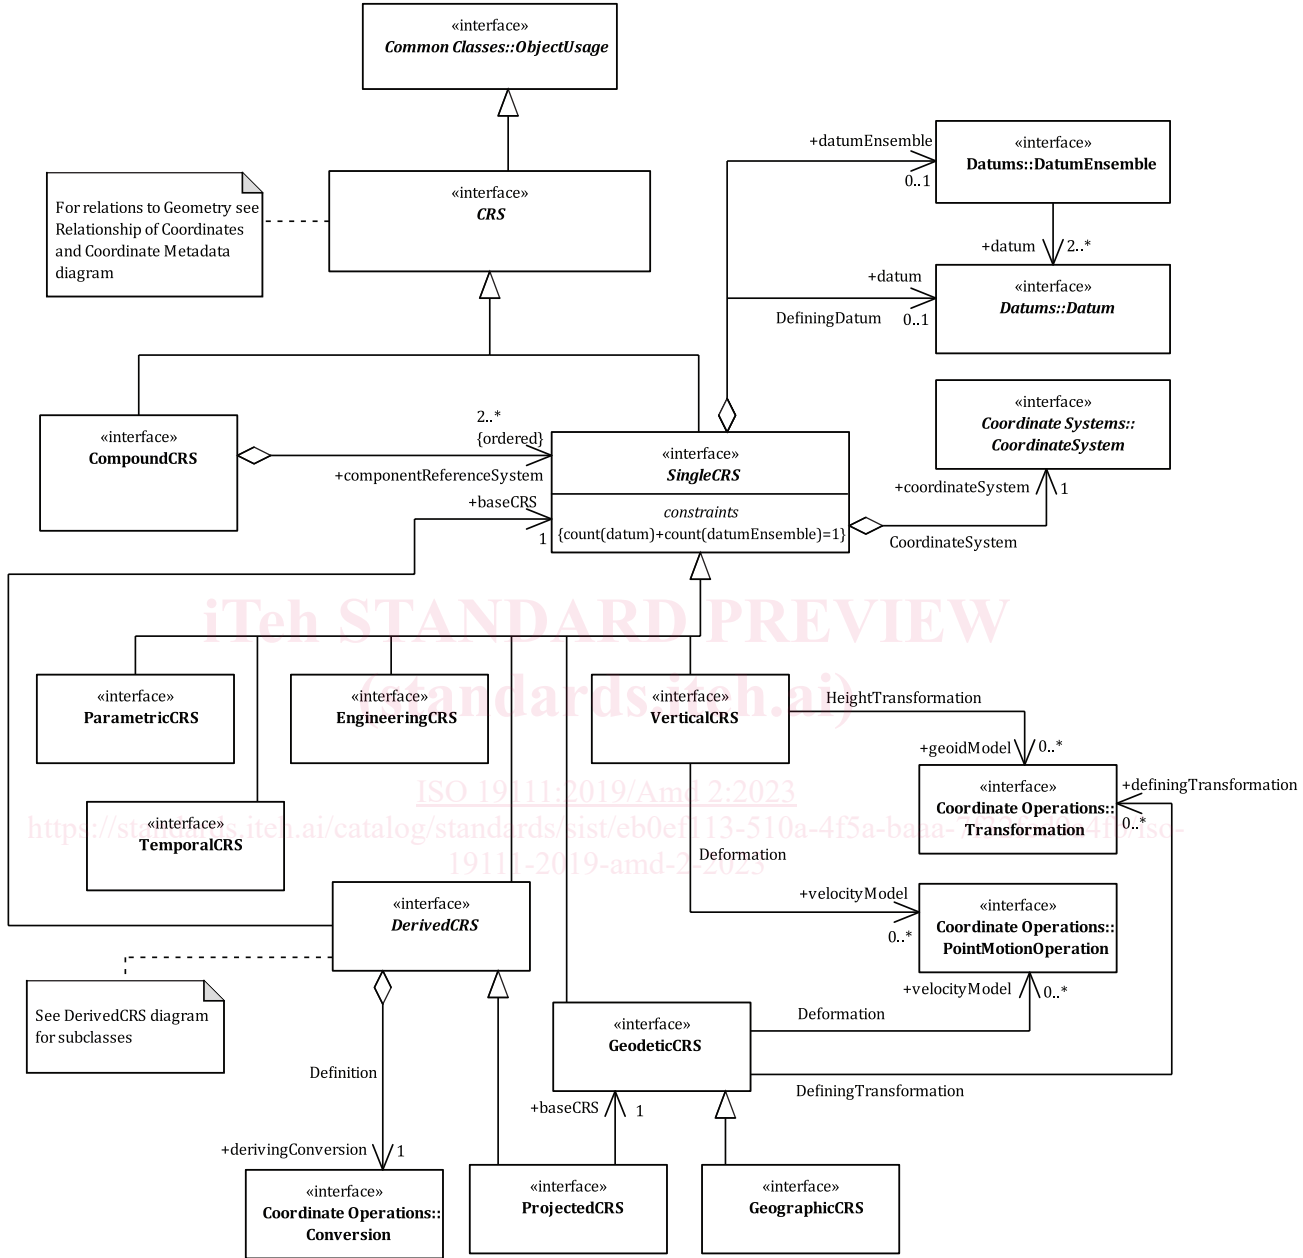 «interface»
Common Classes::ObjectUsage
«interface»
CRS
For relations to Geometry see
Relationship of Coordinates
and Coordinate Metadata
diagram
+datumEnsemble
0..1
«interface»
Datums::DatumEnsemble
+datum
2..*
+datum
DefiningDatum
0..1
«interface»
Datums::Datum
«interface»
Coordinate Systems::
CoordinateSystem
+coordinateSystem
1
CoordinateSystem
«interface»
CompoundCRS
2..*
{ordered}
+componentReferenceSystem
+baseCRS
1
«interface»
SingleCRS
constraints
{count(datum)+count(datumEnsemble)=1}
iTeh STANDARD PREVIEW
(standards.iteh.ai)
«interface»
ParametricCRS
«interface»
EngineeringCRS
«interface»
VerticalCRS
HeightTransformation
+geoidModel
0..*
ISO 19111:2019/Amd 2:2023
«interface»
Coordinate Operations::
Transformation
+definingTransformation
0..*
«interface»
TemporalCRS
19111-2019-amd-2-2023
Deformation
+velocityModel
0..*
«interface»
Coordinate Operations::
PointMotionOperation
+velocityModel
0..*
«interface»
DerivedCRS
See DerivedCRS diagram
for subclasses
«interface»
GeodeticCRS
Deformation
DefiningTransformation
Definition
+baseCRS
1
+derivingConversion
1
«interface»
Coordinate Operations::
Conversion
«interface»
ProjectedCRS
«interface»
GeographicCRS